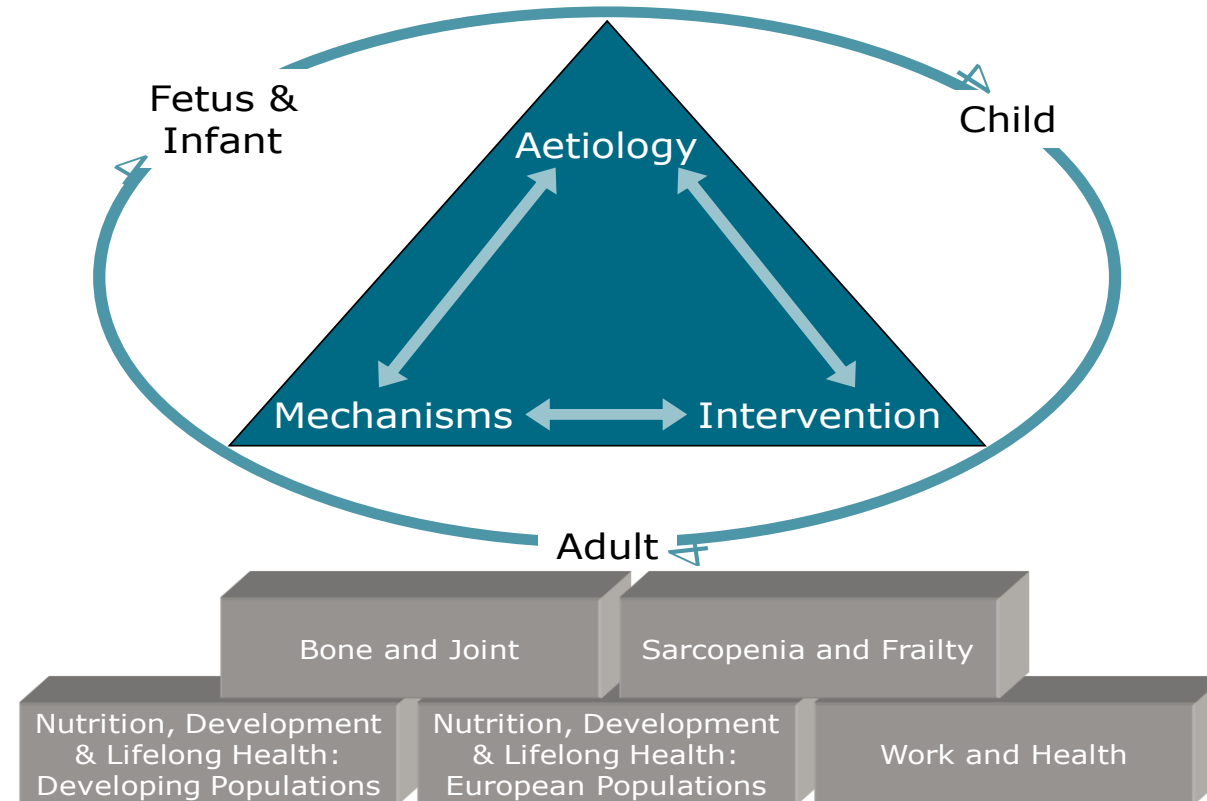 Fetus &
Infant
Child
Aetiology
Mechanisms
Intervention
Adult
Bone and Joint
Sarcopenia and Frailty
Nutrition, Development
& Lifelong Health:
Developing Populations
Nutrition, Development
& Lifelong Health:
European Populations
Work and Health